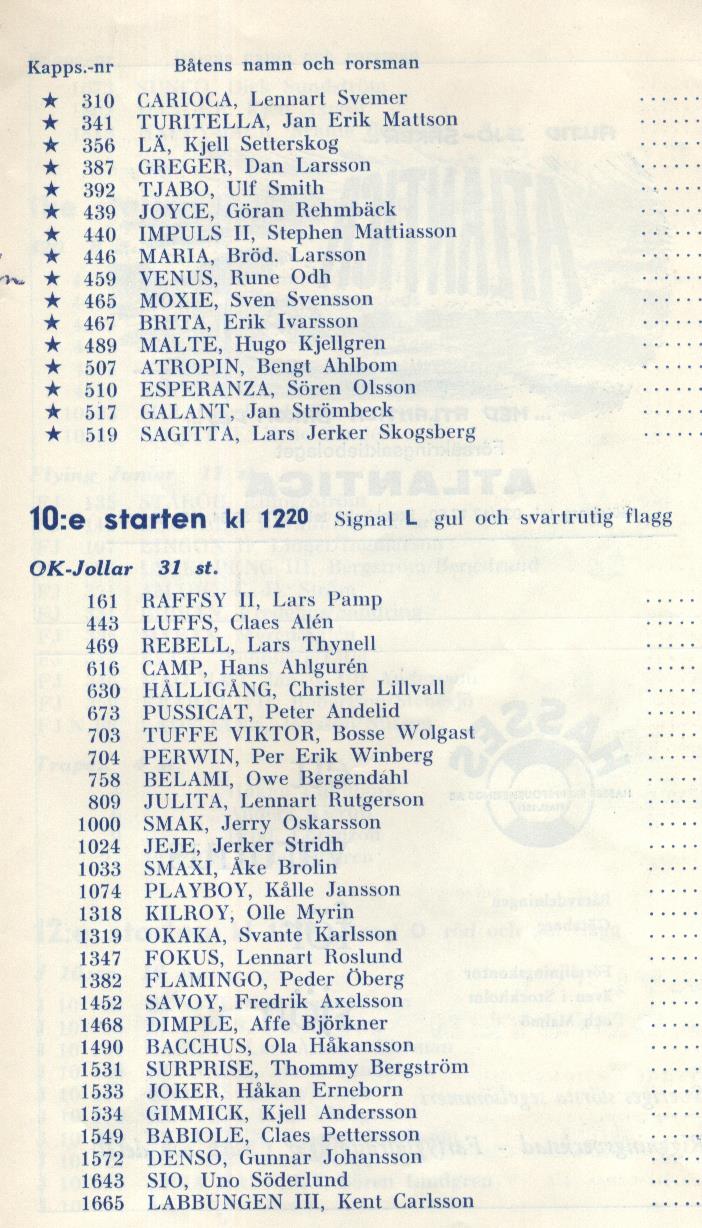 Kapps.-nr Båtens namn och rorsman
★ 310 CARIOCA, Lennart Svemer ......
★ 341 TURITELLA, Jan Erik Mattson ......
★ 356 LÄ, Kjell Setterskog ......
★ 387 GREGER, Dan Larsson ......
★ 392 TJABO, Ulf Smith ......
★ 439 JOYCE, Göran Rehmbäck ......
★ 440 IMPULS II, Stephen Mattiasson ......
★ 446 MARIA, Bröd. Larsson ......
★ 459 VENUS, Rune Odh ......
★ 465 MOXIE, Sven Svensson ......
★ 467 BRITA, Erik Ivarsson ......
★ 489 MALTE, Hugo Kjellgren ......
★ 507 ATROPIN, Bengt Ahlbom ......
★ 510 ESPERANZA, Sören Olsson ......
★ 517 GALANT, Jan Strömbeck ......
★ 519 SAGITTA, Lars Jerker Skogsberg ......
10:e starten kl 1220 Signal L gul och svartrutig flagg
OK-Jollar 31 st.
161 RAFFSY II, Lars Pamp .....
443 LUFFS, Claes Alén .....
469 REBELL, Lars Thynell .....
616 CAMP, Hans Ahlgurén .....
630 HÅLLIGÅNG, Christer Lillvall .....
673 PUSSICAT, Peter Andelid .....
703 TUFFE VIKTOR, Bosse Wolgast .....
704 PERWIN, Per Erik Winberg .....
758 BELAMI, Owe Bergendahl .....
809 JULITA, Lennart Rutgerson .....
1000 SMAK, Jerry Oskarsson .....
1024 JEJE, Jerker Stridh .....
1033 SMAXI, Åke Brolin .....
1074 PLAYBOY, Kålle Jansson .....
1318 KILROY, Olle Myrin .....
1319 OKAKA, Svante Karlsson .....
1347 FOKUS, Lennart Roslund .....
1382 FLAMINGO, Peder Öberg .....
1452 SAVOY, Fredrik Axelsson .....
1468 DIMPLE, Affe Björkner .....
1490 BACCHUS, Ola Håkansson .....
1531 SURPRISE, Thommy Bergström .....
1533 JOKER, Håkan Erneborn .....
1534 GIMMICK, Kjell Andersson .....
1549 BABIOLE, Claes Pettersson .....
1572 DENSO, Gunnar Johansson .....
1643 SIO, Uno Söderlund .....
1665 LABBUNGEN III, Kent Carlsson .....